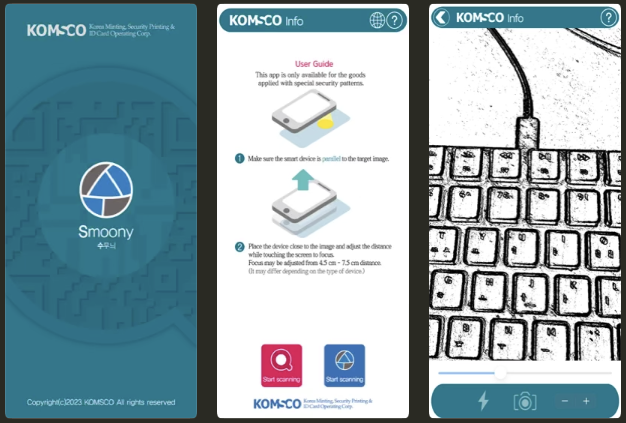 KOMSCO Korea Minting, Security Printing &
ID Card Operating Corp.
Smoony
수무늬
Copyright(c)2023 KOMSCO All rights reserved
KOMSCO Info
?
User Guide
This app is only available for the goods
applied with special security patterns.
1 Make sure the smart device is parallel to the target image.
2 Place the device close to the image and adjust the distance
while touching the screen to focus.
Focus may be adjusted from 4.5 cm - 7.5 cm distance.
(It may differ depending on the type of device.)
Start scanning
Start scanning
KOMSCO Korea Minting, Security Printing &
ID Card Operating Corp.
KOMSCO Info
?
- +